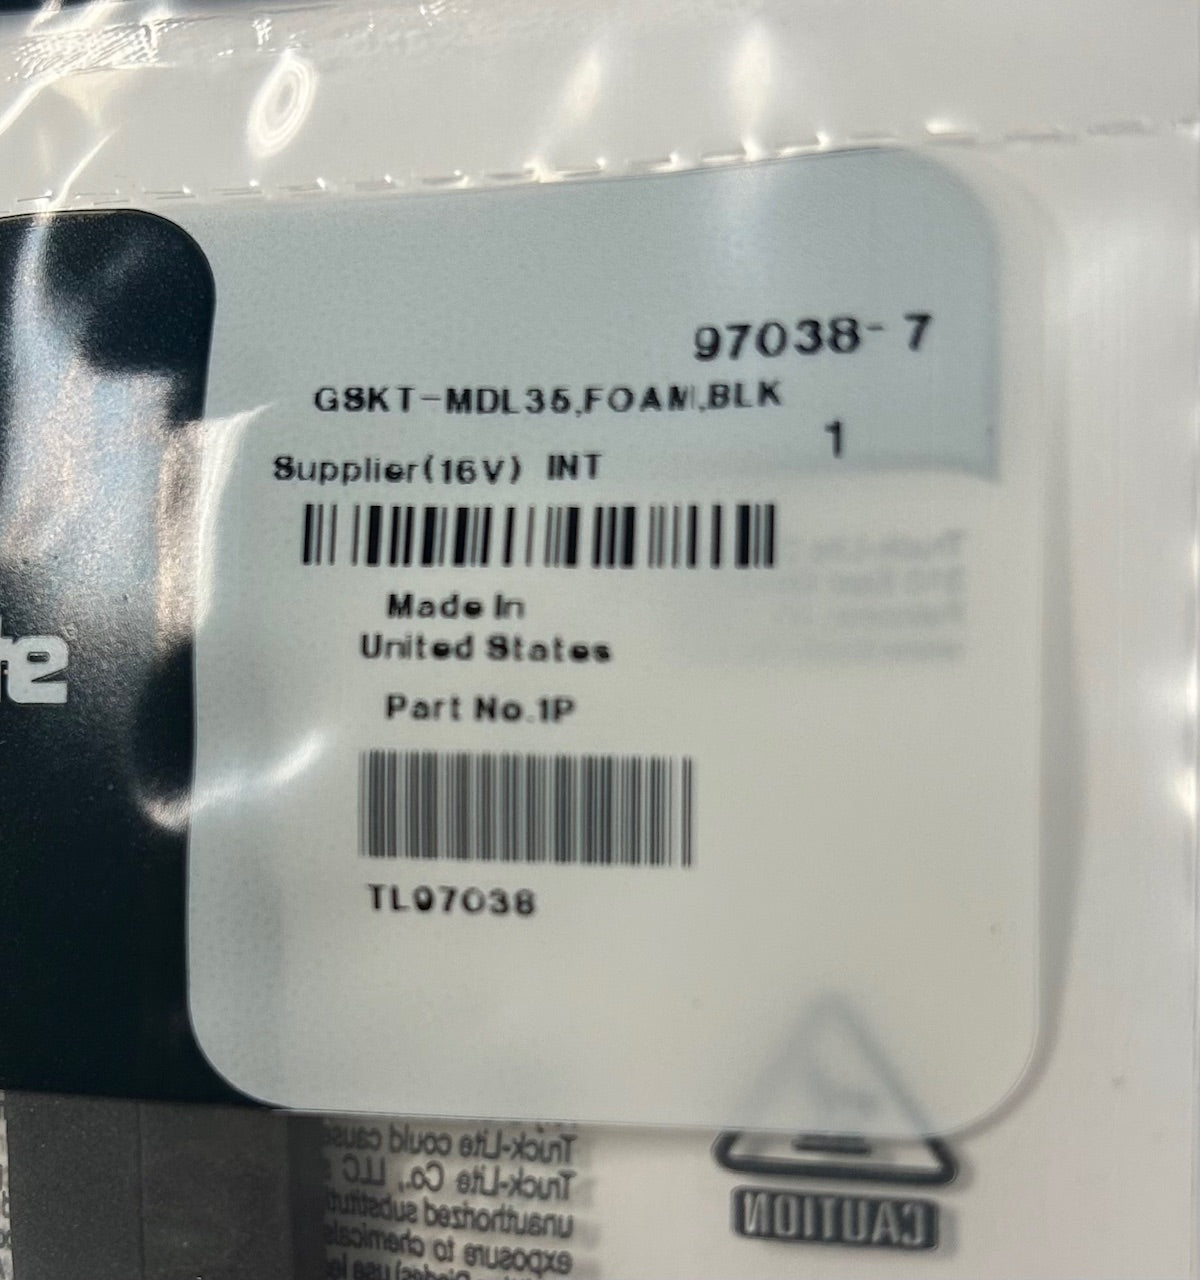 97038-7
GSKT-MDL35,FOAM,BLK
1
Supplier(16V) INT
Made In
United States
Part No.1P
TL97038
Truck-Lite could cause
Truck-Lite Co., LLC
unauthorized
exposure to chemicals
CAUTION